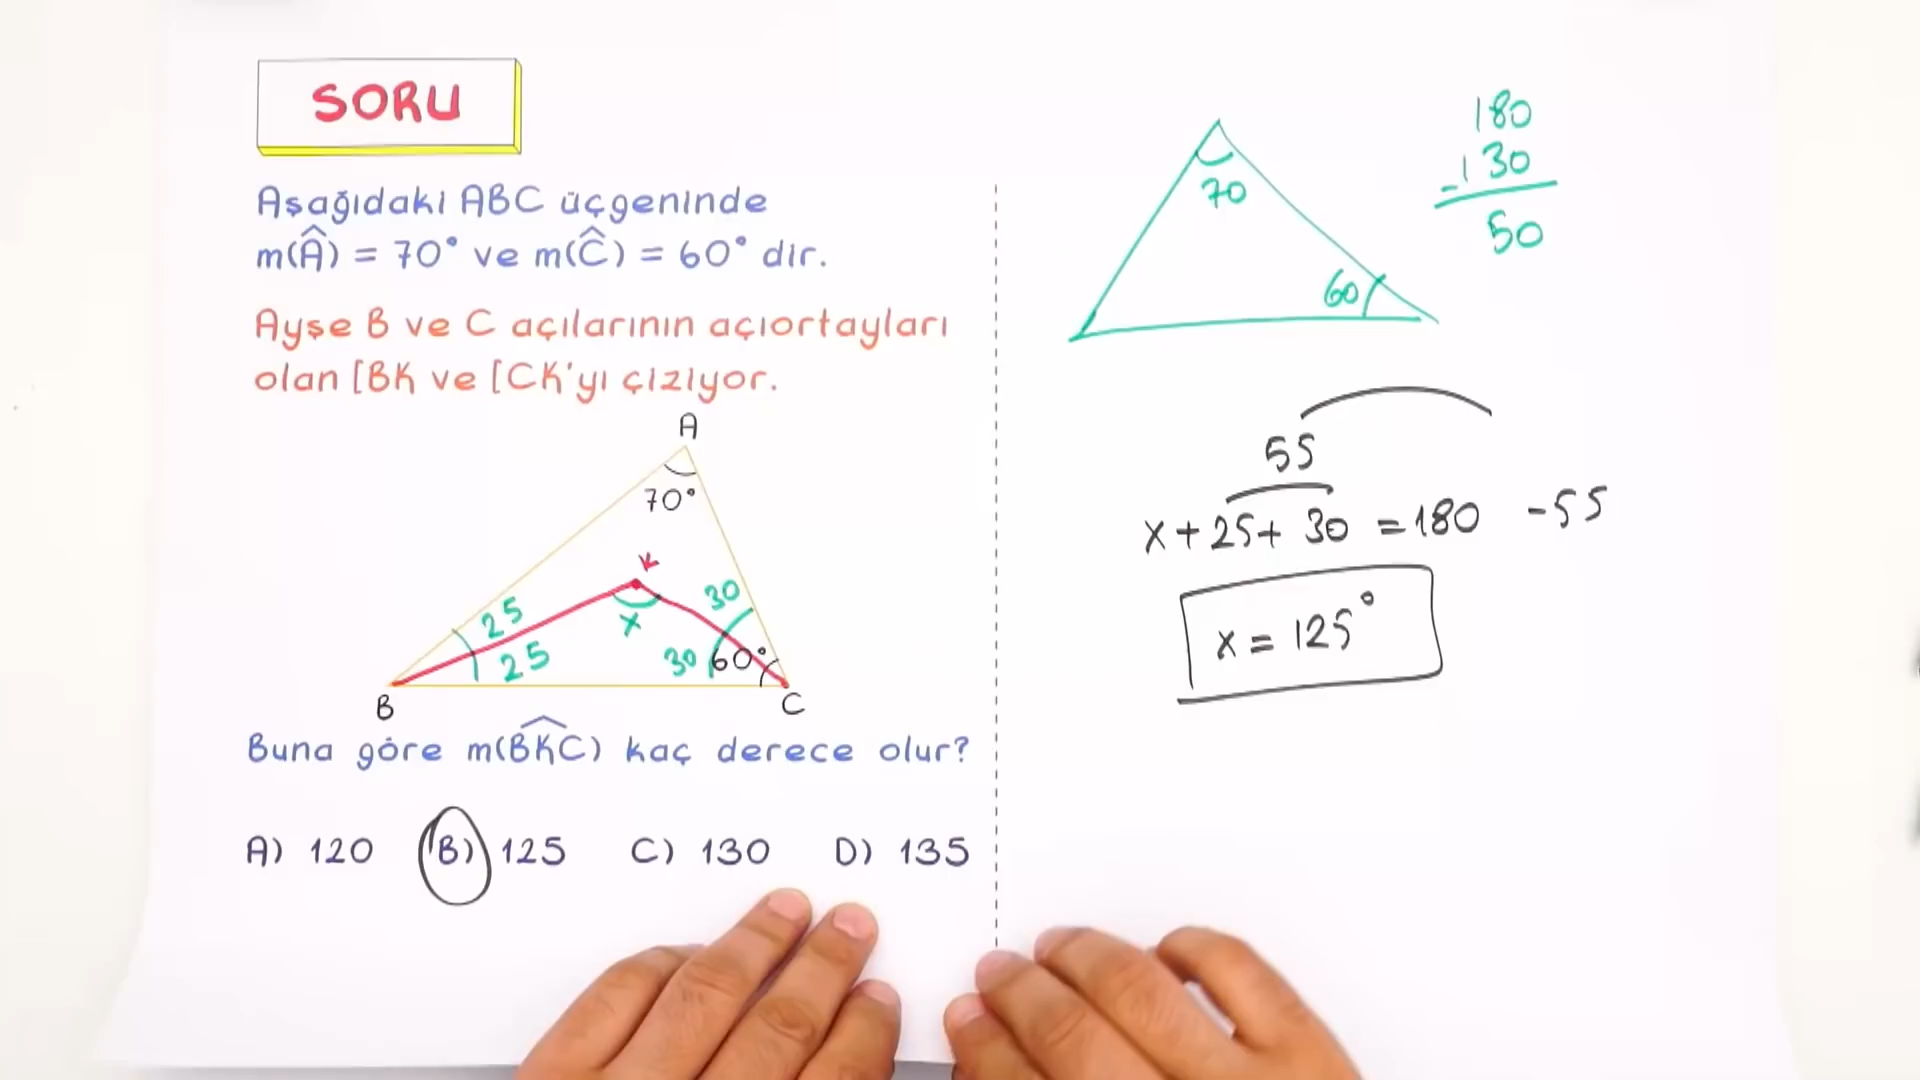 SORU
Aşağıdaki ABC üçgeninde
m(Â) = 70° ve m(Ĉ) = 60° dir.
Ayşe B ve C açılarının açıortayları
olan [BK ve [CK'yı çiziyor.
A
70°
K
25
25
x
30
30
60°
B
C
Buna göre m(BK̂C) kaç derece olur?
A) 120 B) 125 C) 130 D) 135
70
60
180
-130
50
55
x+25+30 =180 -55
x = 125°